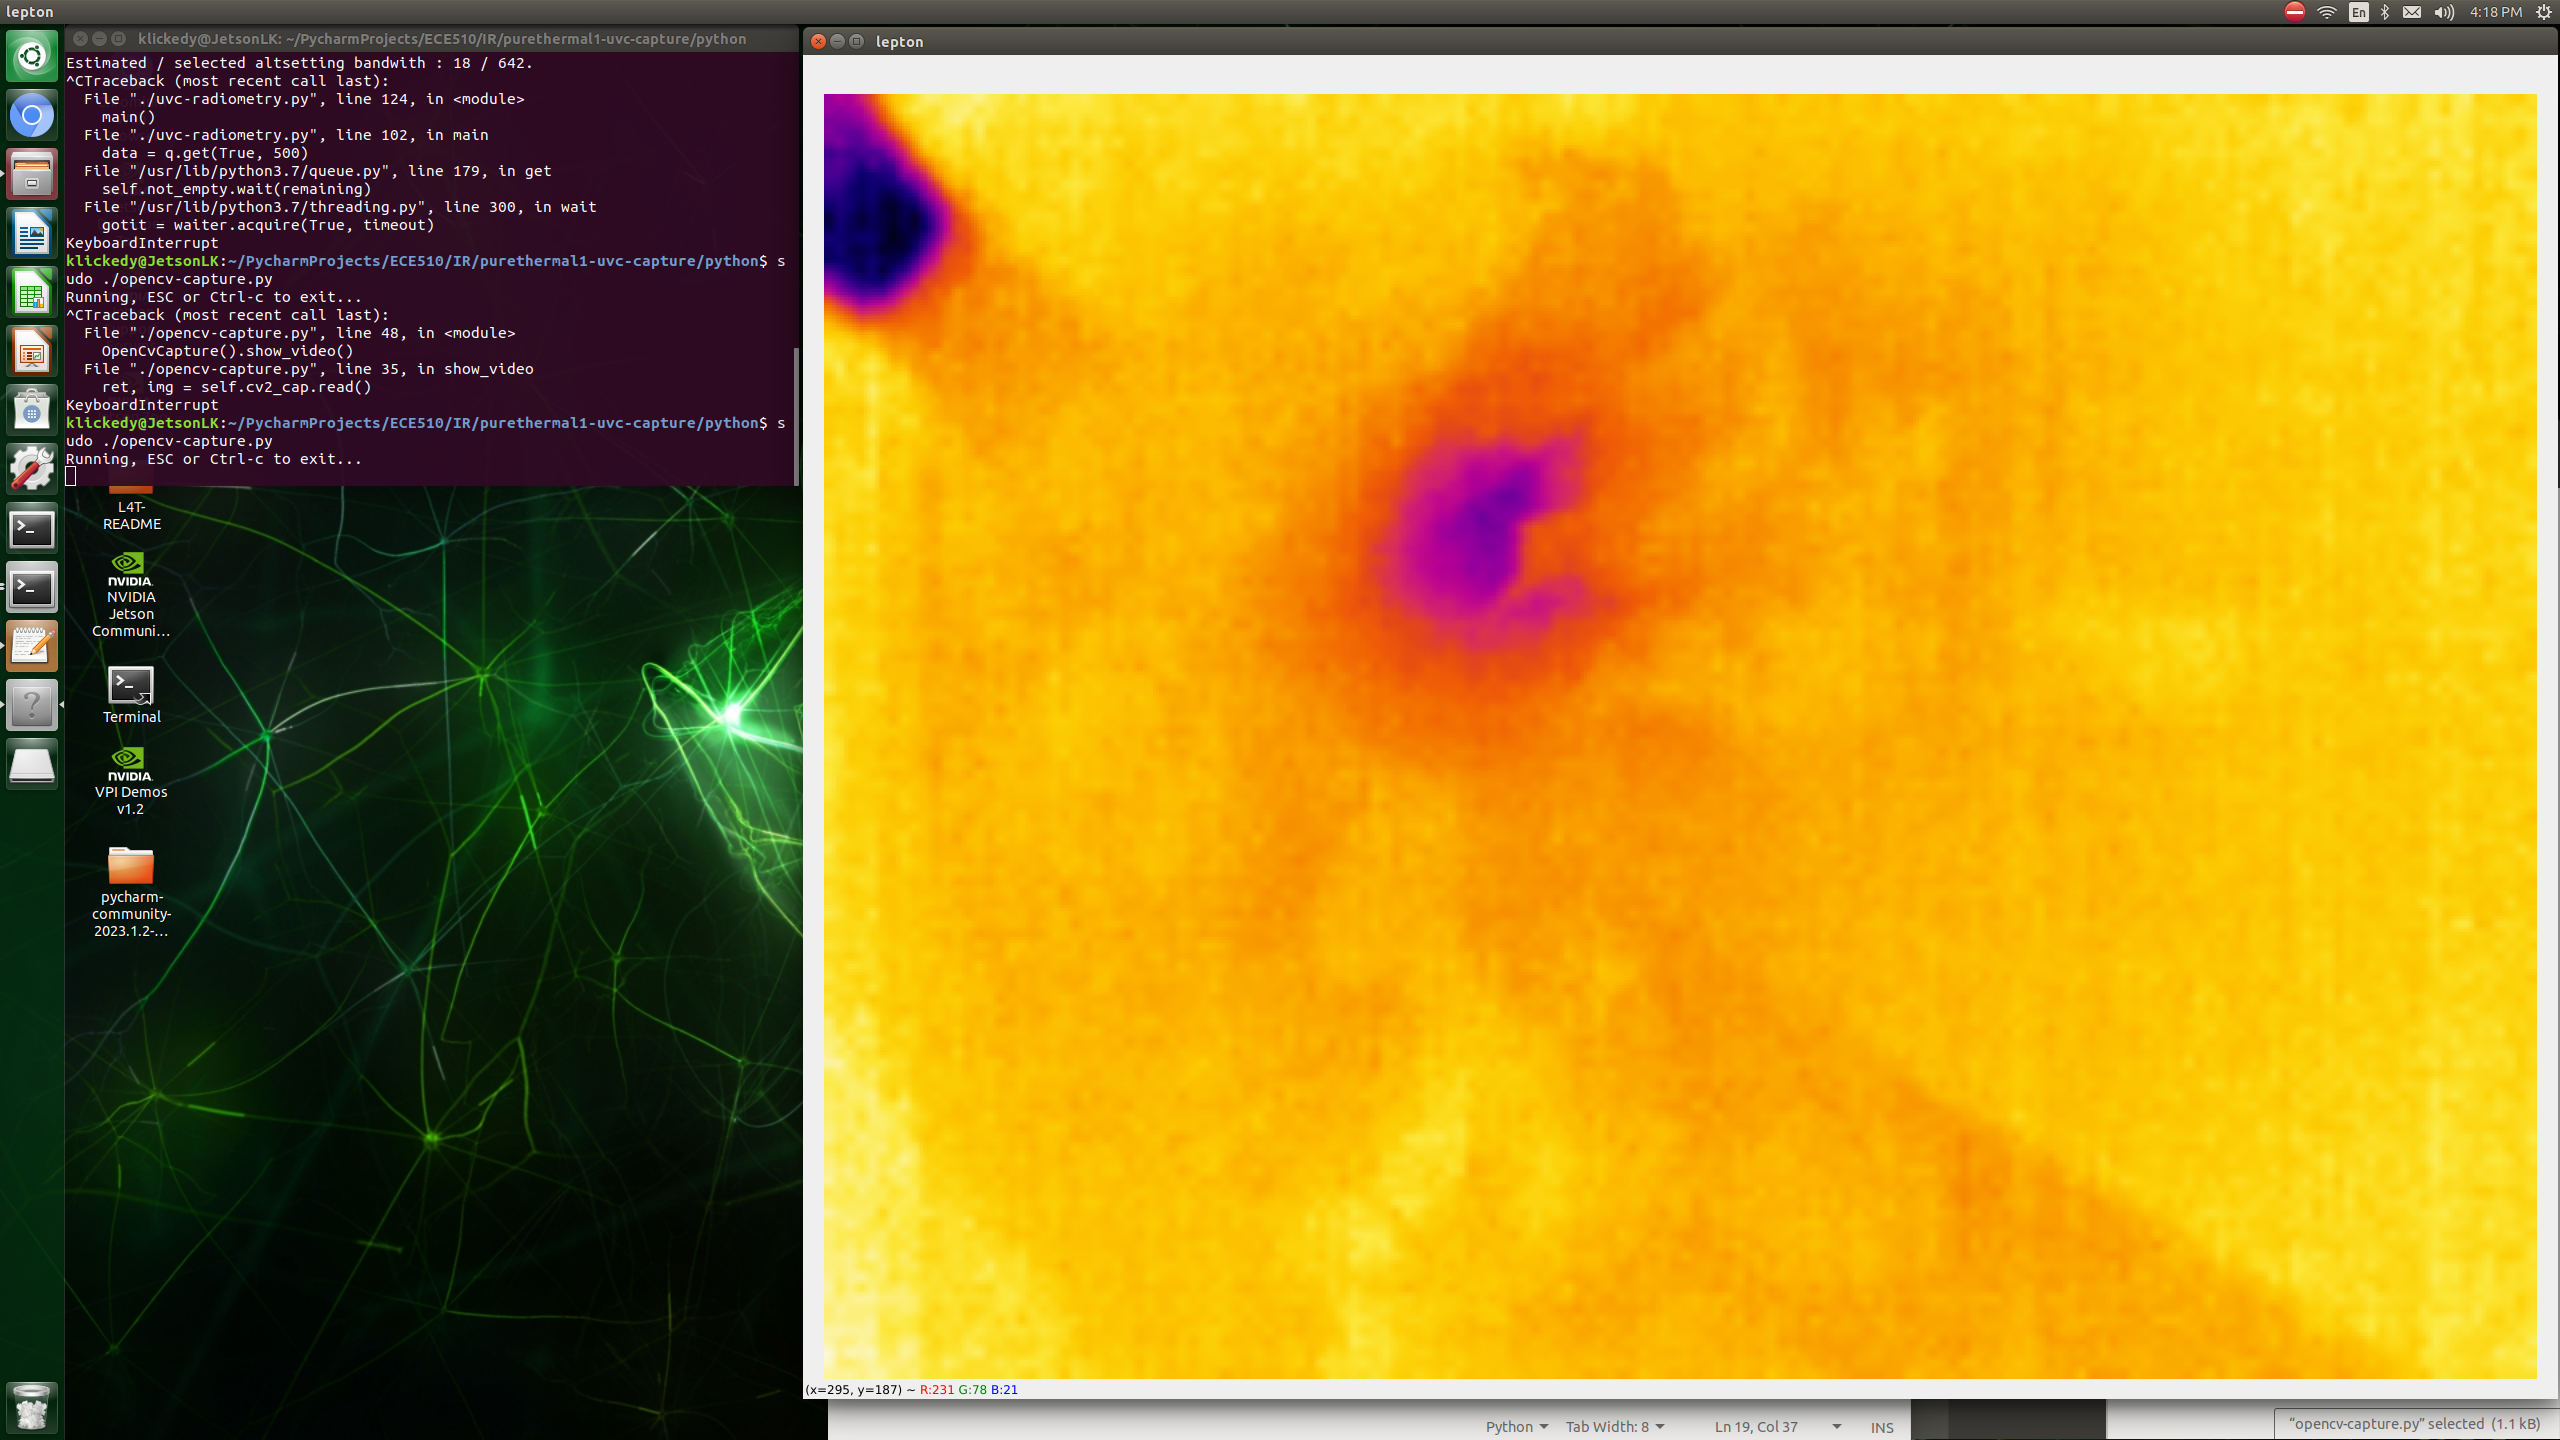 lepton
En
4:18 PM
klickedy@JetsonLK: ~/PycharmProjects/ECE510/IR/purethermal1-uvc-capture/python
Estimated / selected altsetting bandwith : 18 / 642.
^CTraceback (most recent call last):
File "./uvc-radiometry.py", line 124, in <module>
main()
File "./uvc-radiometry.py", line 102, in main
data = q.get(True, 500)
File "/usr/lib/python3.7/queue.py", line 179, in get
self.not_empty.wait(remaining)
File "/usr/lib/python3.7/threading.py", line 300, in wait
gotit = waiter.acquire(True, timeout)
KeyboardInterrupt
klickedy@JetsonLK:~/PycharmProjects/ECE510/IR/purethermal1-uvc-capture/python$ s
udo ./opencv-capture.py
Running, ESC or Ctrl-c to exit...
^CTraceback (most recent call last):
File "./opencv-capture.py", line 48, in <module>
OpenCvCapture().show_video()
File "./opencv-capture.py", line 35, in show_video
ret, img = self.cv2_cap.read()
KeyboardInterrupt
klickedy@JetsonLK:~/PycharmProjects/ECE510/IR/purethermal1-uvc-capture/python$ s
udo ./opencv-capture.py
Running, ESC or Ctrl-c to exit...
L4T-
README
NVIDIA.
NVIDIA
Jetson
Communi...
>_
Terminal
NVIDIA.
VPI Demos
v1.2
pycharm-
community-
2023.1.2-...
lepton
(x=295, y=187) ~ R:231 G:78 B:21
Python
Tab Width: 8
Ln 19, Col 37
INS
"opencv-capture.py" selected (1.1 kB)